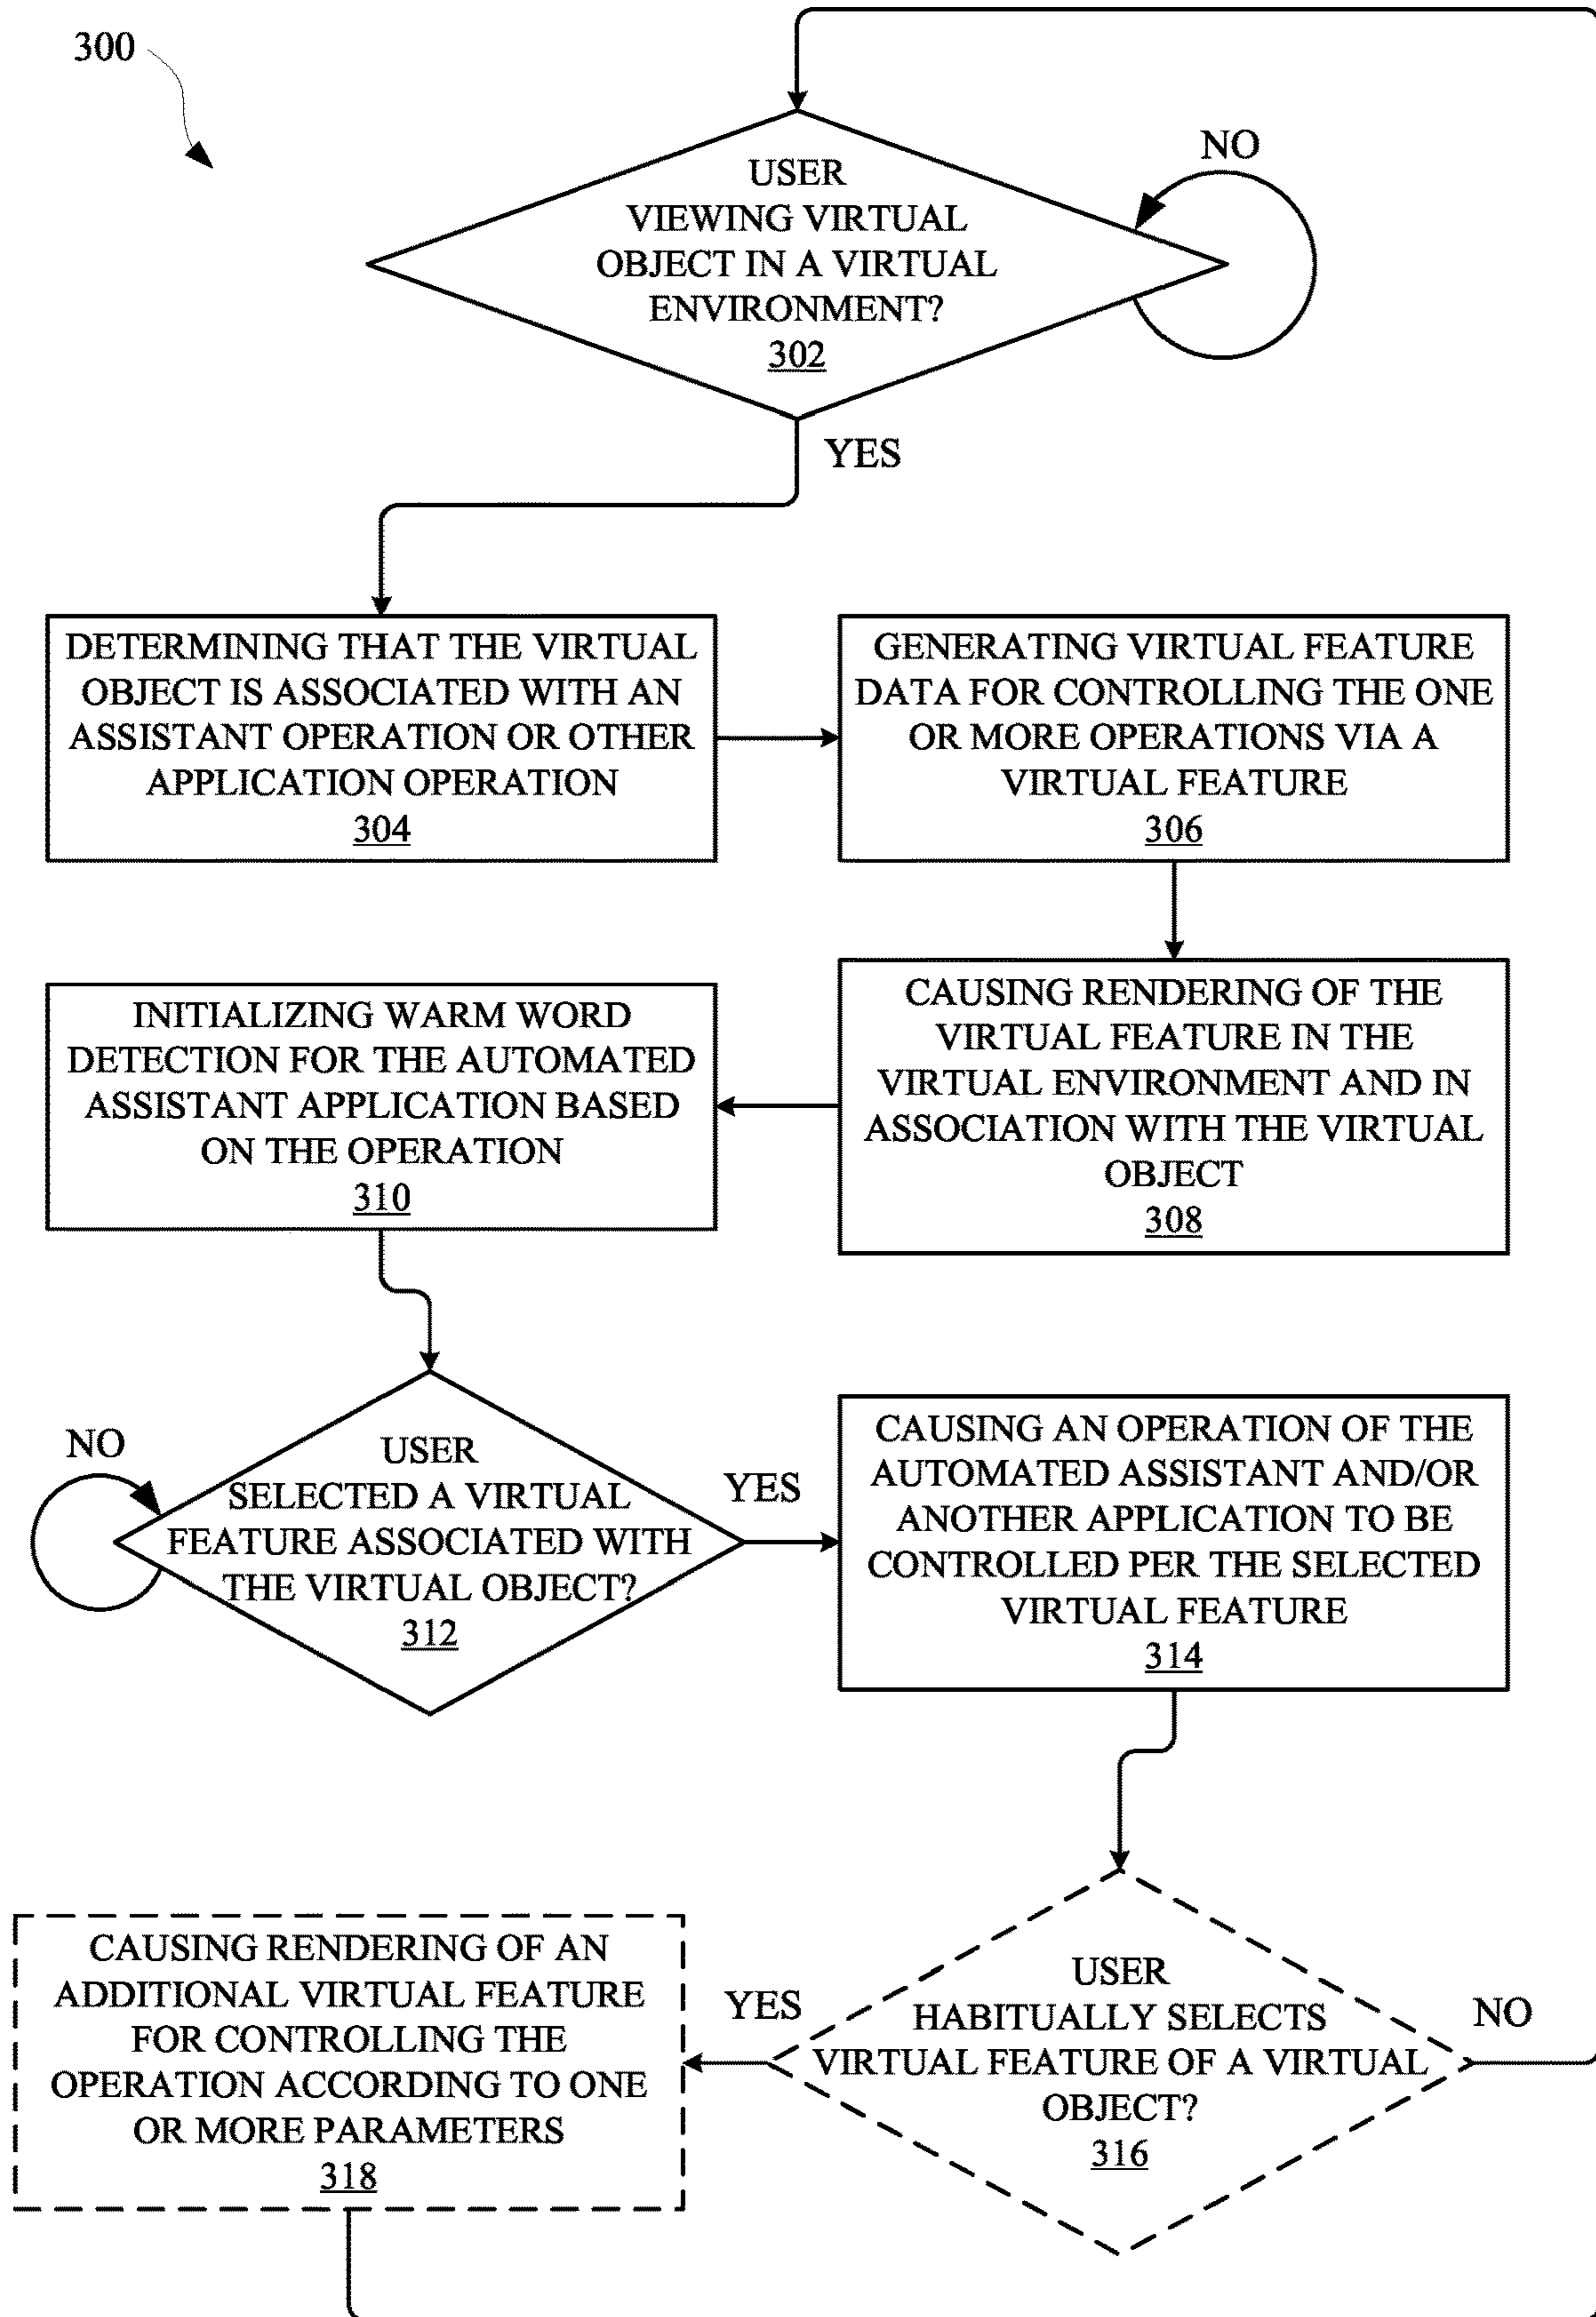 300
USER
VIEWING VIRTUAL
OBJECT IN A VIRTUAL
ENVIRONMENT?
302
NO
YES
DETERMINING THAT THE VIRTUAL
OBJECT IS ASSOCIATED WITH AN
ASSISTANT OPERATION OR OTHER
APPLICATION OPERATION
304
GENERATING VIRTUAL FEATURE
DATA FOR CONTROLLING THE ONE
OR MORE OPERATIONS VIA A
VIRTUAL FEATURE
306
CAUSING RENDERING OF THE
VIRTUAL FEATURE IN THE
VIRTUAL ENVIRONMENT AND IN
ASSOCIATION WITH THE VIRTUAL
OBJECT
308
INITIALIZING WARM WORD
DETECTION FOR THE AUTOMATED
ASSISTANT APPLICATION BASED
ON THE OPERATION
310
NO
USER
SELECTED A VIRTUAL
FEATURE ASSOCIATED WITH
THE VIRTUAL OBJECT?
312
YES
CAUSING AN OPERATION OF THE
AUTOMATED ASSISTANT AND/OR
ANOTHER APPLICATION TO BE
CONTROLLED PER THE SELECTED
VIRTUAL FEATURE
314
USER
HABITUALLY SELECTS
VIRTUAL FEATURE OF A VIRTUAL
OBJECT?
316
NO
YES
CAUSING RENDERING OF AN
ADDITIONAL VIRTUAL FEATURE
FOR CONTROLLING THE
OPERATION ACCORDING TO ONE
OR MORE PARAMETERS
318